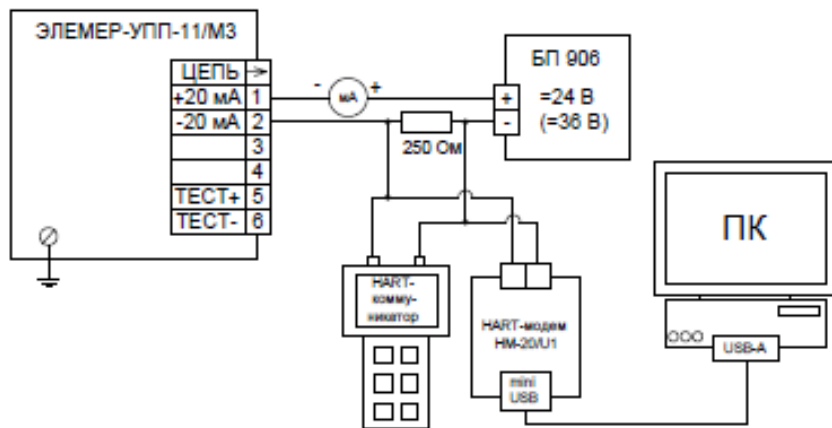 ЭЛЕМЕР-УПП-11/М3
ЦЕПЬ
+20 мА 1
-20 мА 2
3
4
ТЕСТ+ 5
ТЕСТ- 6
- мА +
250 Ом
БП 906
+ =24 В
- (=36 В)
HART-
комму-
никатор
HART-модем
HM-20/U1
mini
USB
ПК
USB-A